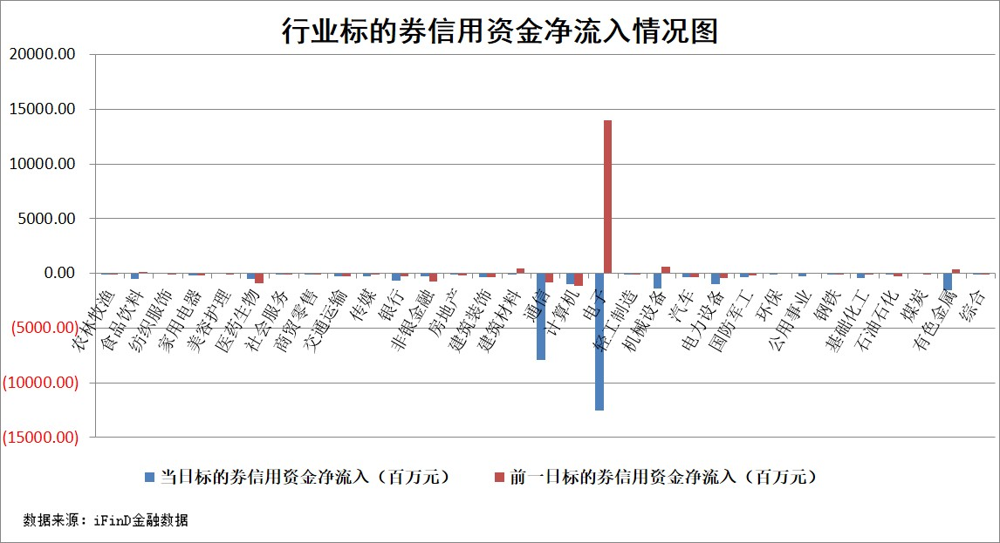 行业标的券信用资金净流入情况图
20000.00
15000.00
10000.00
5000.00
0.00
(5000.00)
(10000.00)
(15000.00)
农林牧渔
食品饮料
纺织服饰
家用电器
美容护理
医药生物
社会服务
商贸零售
交通运输
传媒
银行
非银金融
房地产
建筑装饰
建筑材料
通信
计算机
电子
轻工制造
机械设备
汽车
电力设备
国防军工
环保
公用事业
钢铁
基础化工
石油石化
煤炭
有色金属
综合
当日标的券信用资金净流入（百万元）
前一日标的券信用资金净流入（百万元）
数据来源：iFinD金融数据